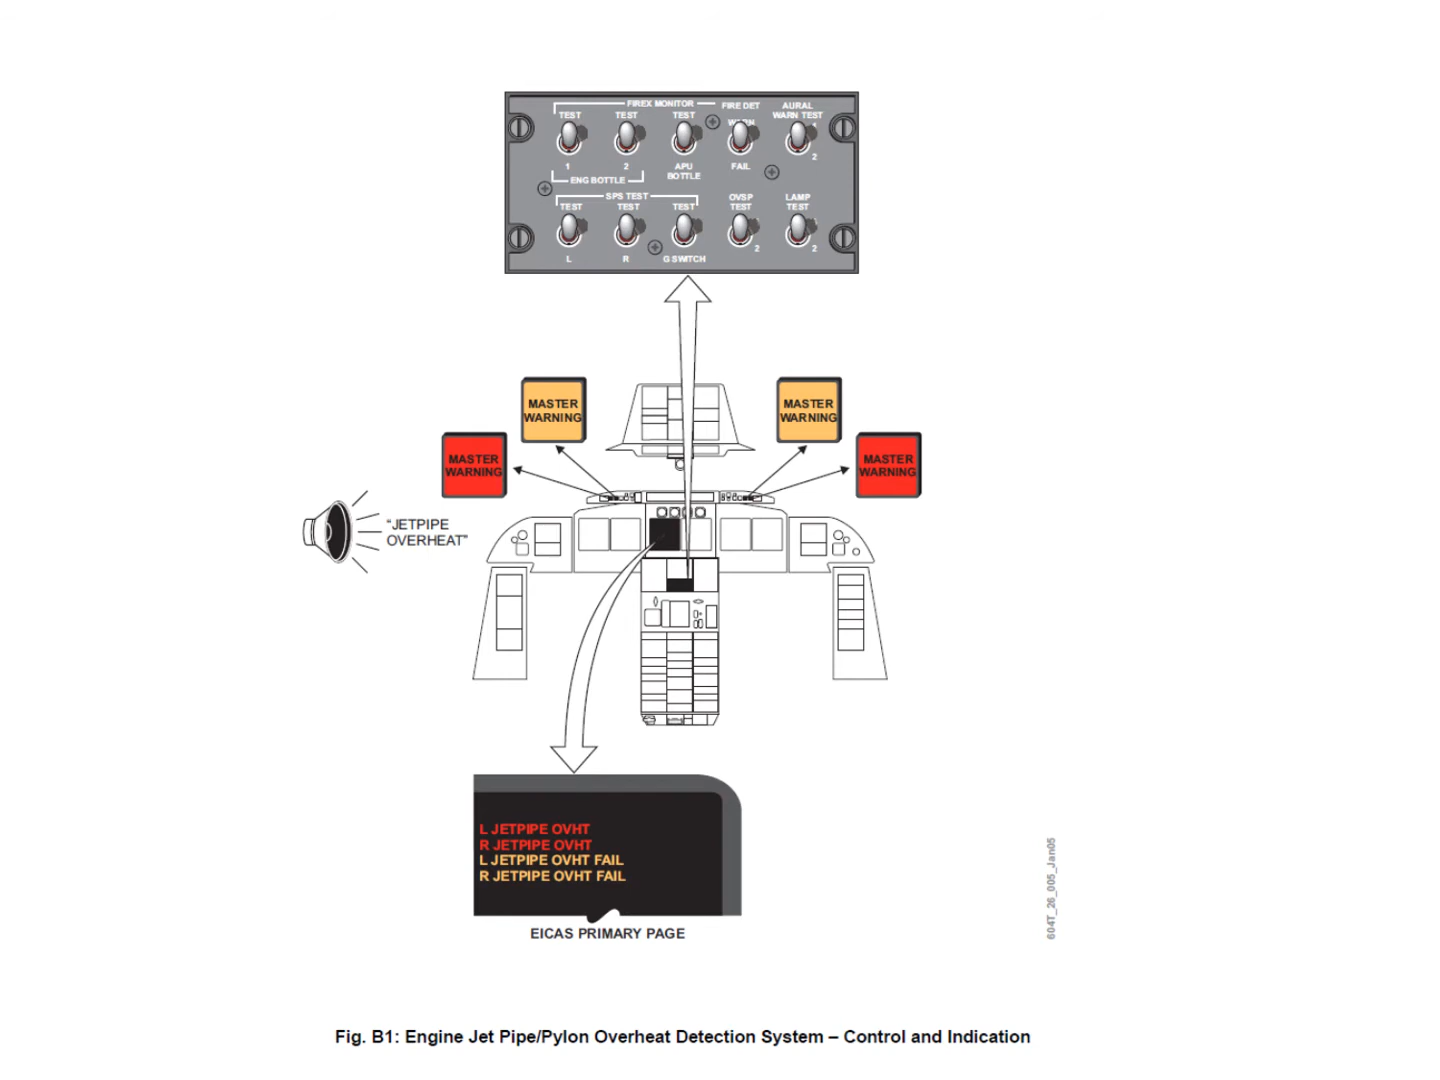 FIREX MONITOR
FIRE DET
AURAL
TEST
TEST
TEST
WARN
WARN TEST
1
2
APU
BOTTLE
FAIL
2
ENG BOTTLE
SPS TEST
OVSP
TEST
LAMP
TEST
TEST
TEST
TEST
L
R
G SWITCH
2
2
MASTER
WARNING
MASTER
WARNING
MASTER
WARNING
MASTER
WARNING
“JETPIPE
OVERHEAT”
L JETPIPE OVHT
R JETPIPE OVHT
L JETPIPE OVHT FAIL
R JETPIPE OVHT FAIL
EICAS PRIMARY PAGE
604T_26_005_Jan05
Fig. B1: Engine Jet Pipe/Pylon Overheat Detection System – Control and Indication